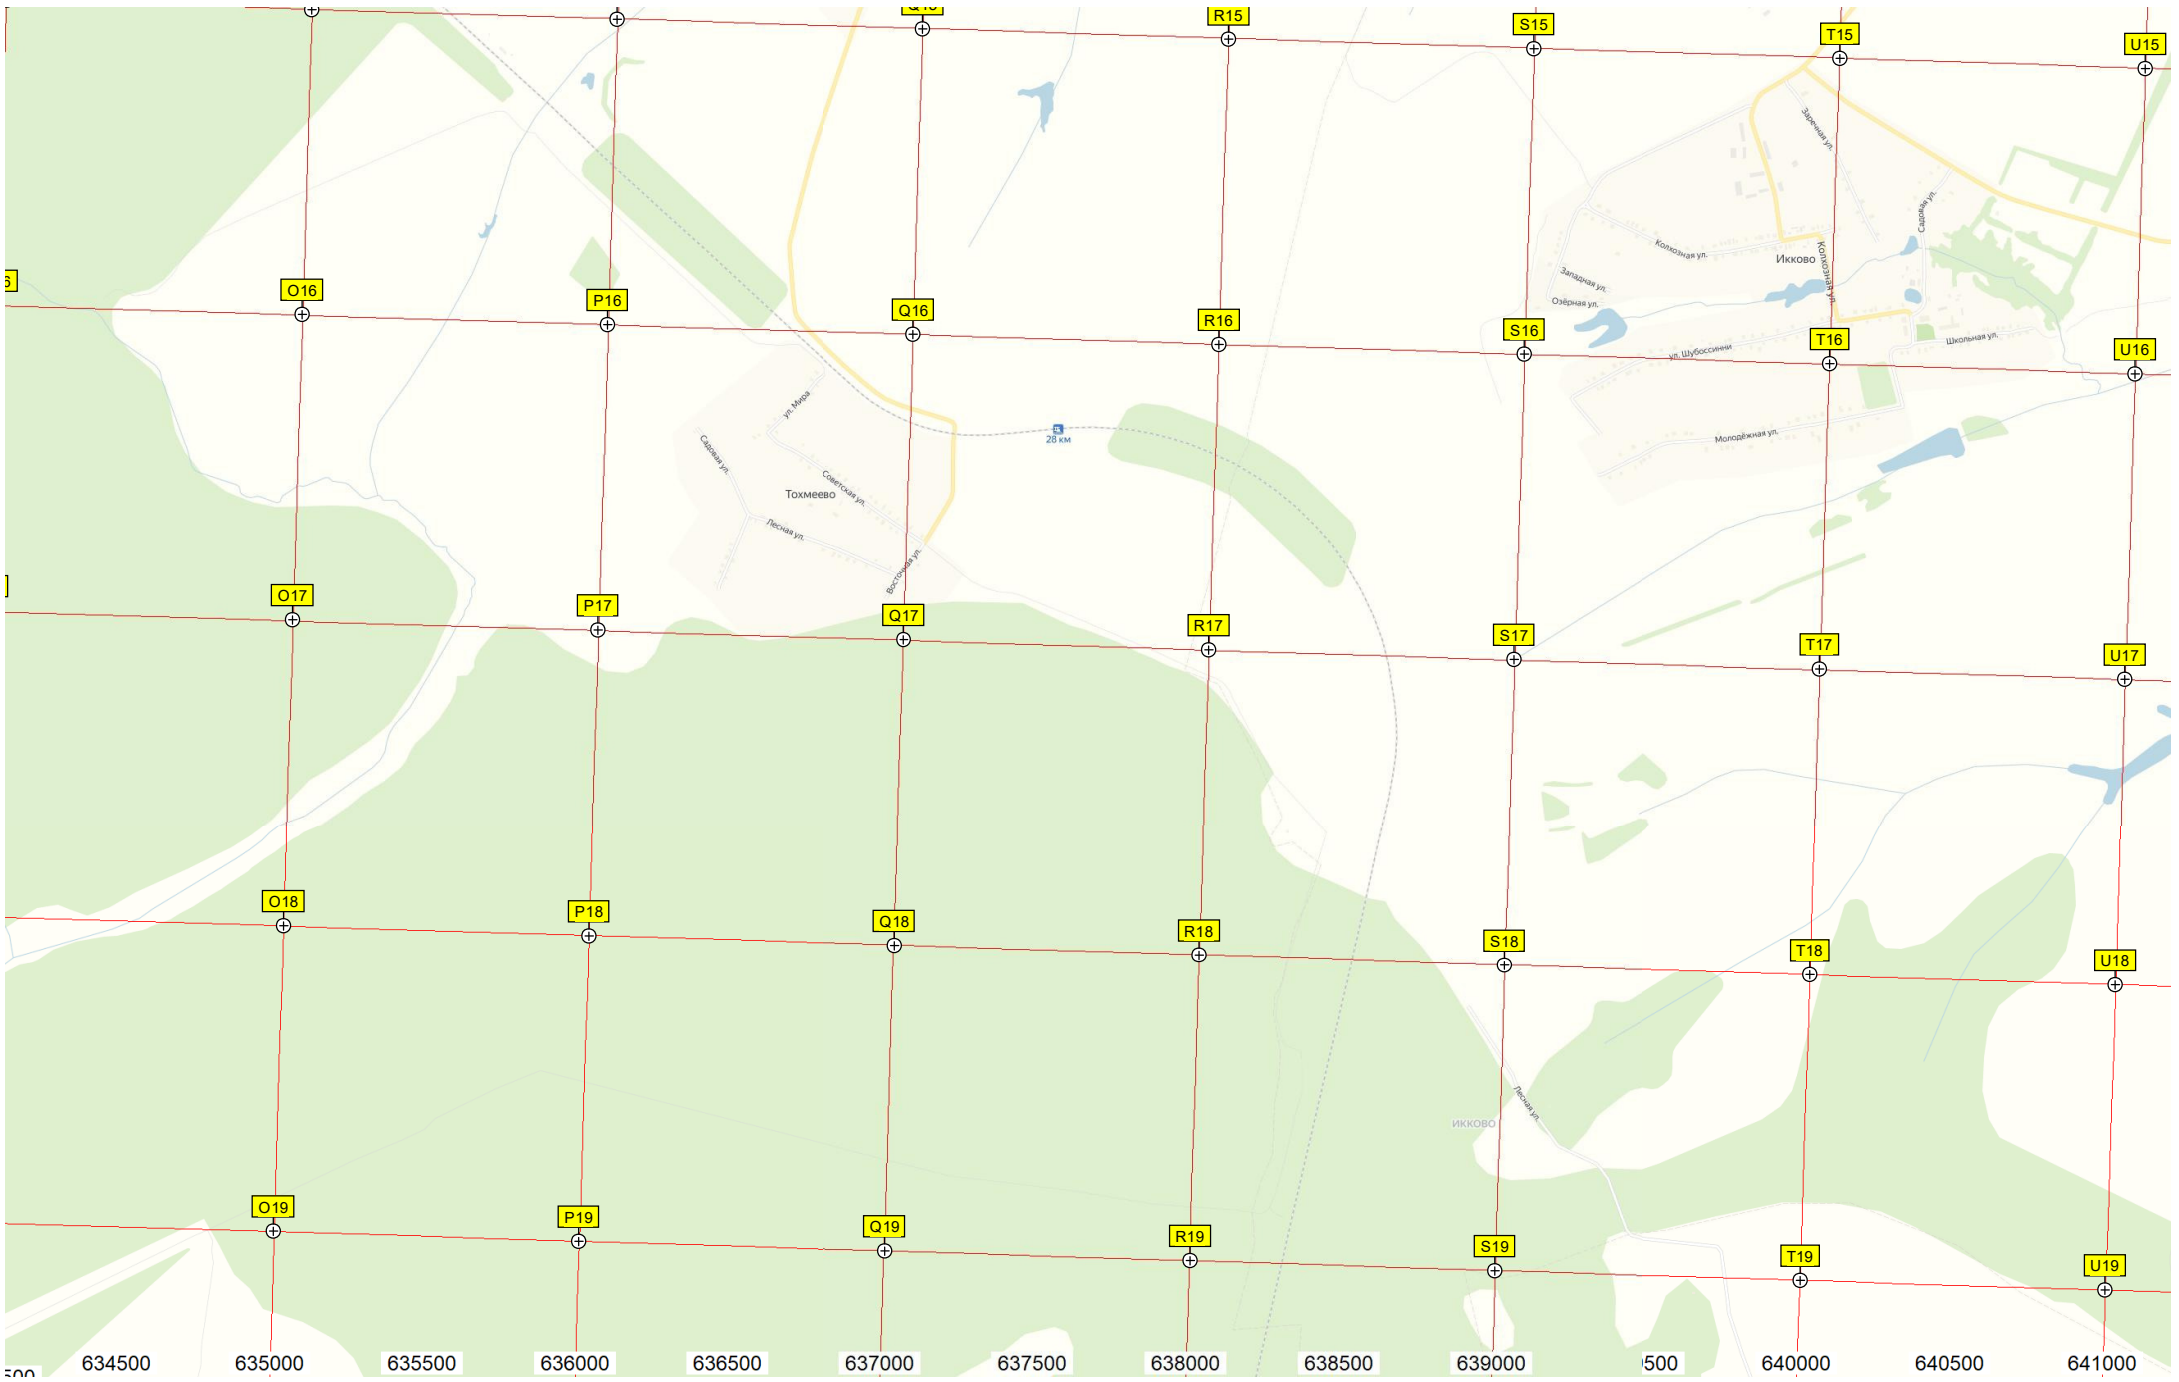 R15
S15
T15
U15
Заречная ул.
Садовая ул.
Колхозная ул.
Икково
Колхозная ул.
Западная ул.
Озёрная ул.
O16
P16
Q16
R16
S16
T16
U16
ул. Шубоссинни
Школьная ул.
ул. Мира
28 км
Молодёжная ул.
Садовая ул.
Советская ул.
Тохмеево
Лесная ул.
Восточная ул.
O17
P17
Q17
R17
S17
T17
U17
O18
P18
Q18
R18
S18
T18
U18
Лесная ул.
ИККОВО
O19
P19
Q19
R19
S19
T19
U19
634500 635000 635500 636000 636500 637000 637500 638000 638500 639000 500 640000 640500 641000